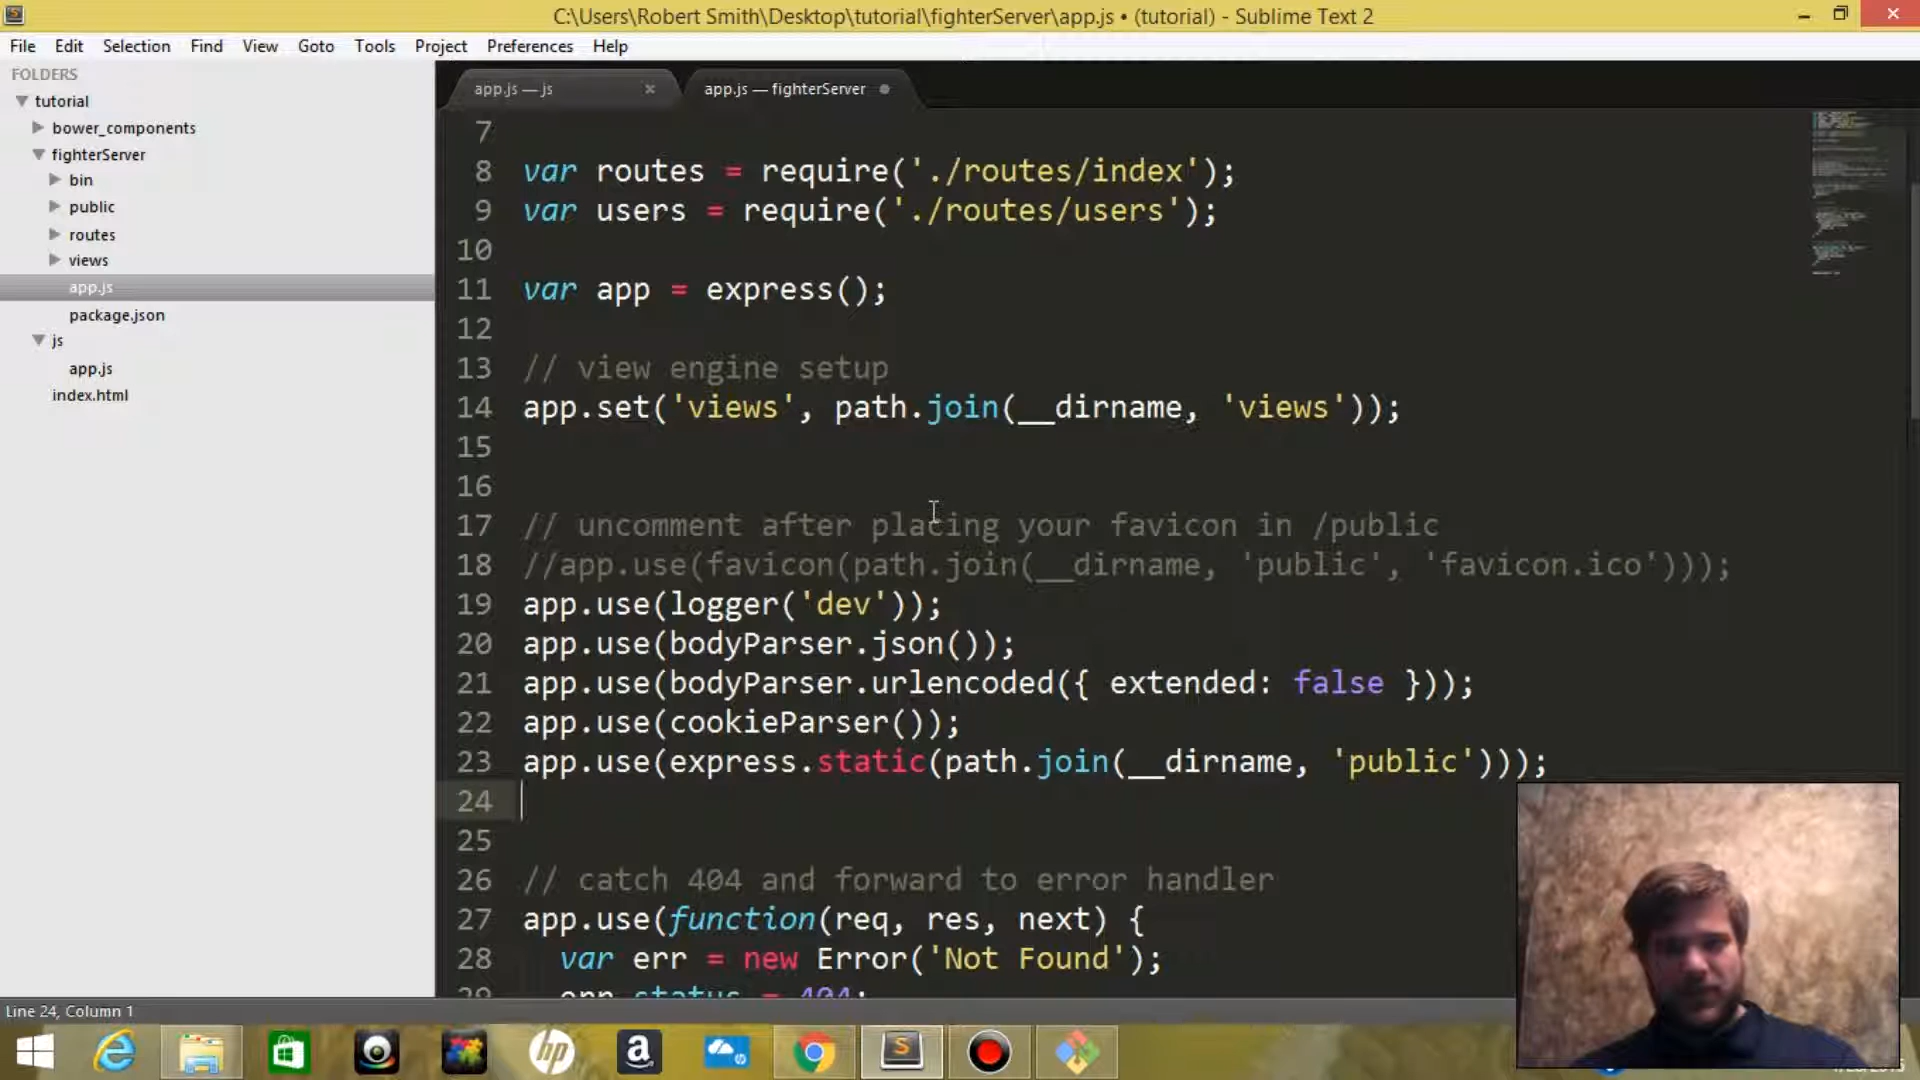 C:\Users\Robert Smith\Desktop\tutorial\fighterServer\app.js • (tutorial) - Sublime Text 2
File Edit Selection Find View Goto Tools Project Preferences Help
FOLDERS
tutorial
bower_components
fighterServer
bin
public
routes
views
app.js
package.json
js
app.js
index.html
app.js — js
app.js — fighterServer
7
8 var routes = require('./routes/index');
9 var users = require('./routes/users');
10
11 var app = express();
12
13 // view engine setup
14 app.set('views', path.join(__dirname, 'views'));
15
16
17 // uncomment after placing your favicon in /public
18 //app.use(favicon(path.join(__dirname, 'public', 'favicon.ico')));
19 app.use(logger('dev'));
20 app.use(bodyParser.json());
21 app.use(bodyParser.urlencoded({ extended: false }));
22 app.use(cookieParser());
23 app.use(express.static(path.join(__dirname, 'public')));
24
25
26 // catch 404 and forward to error handler
27 app.use(function(req, res, next) {
28 var err = new Error('Not Found');
29 err.status = 404;
Line 24, Column 1
hp
a
S